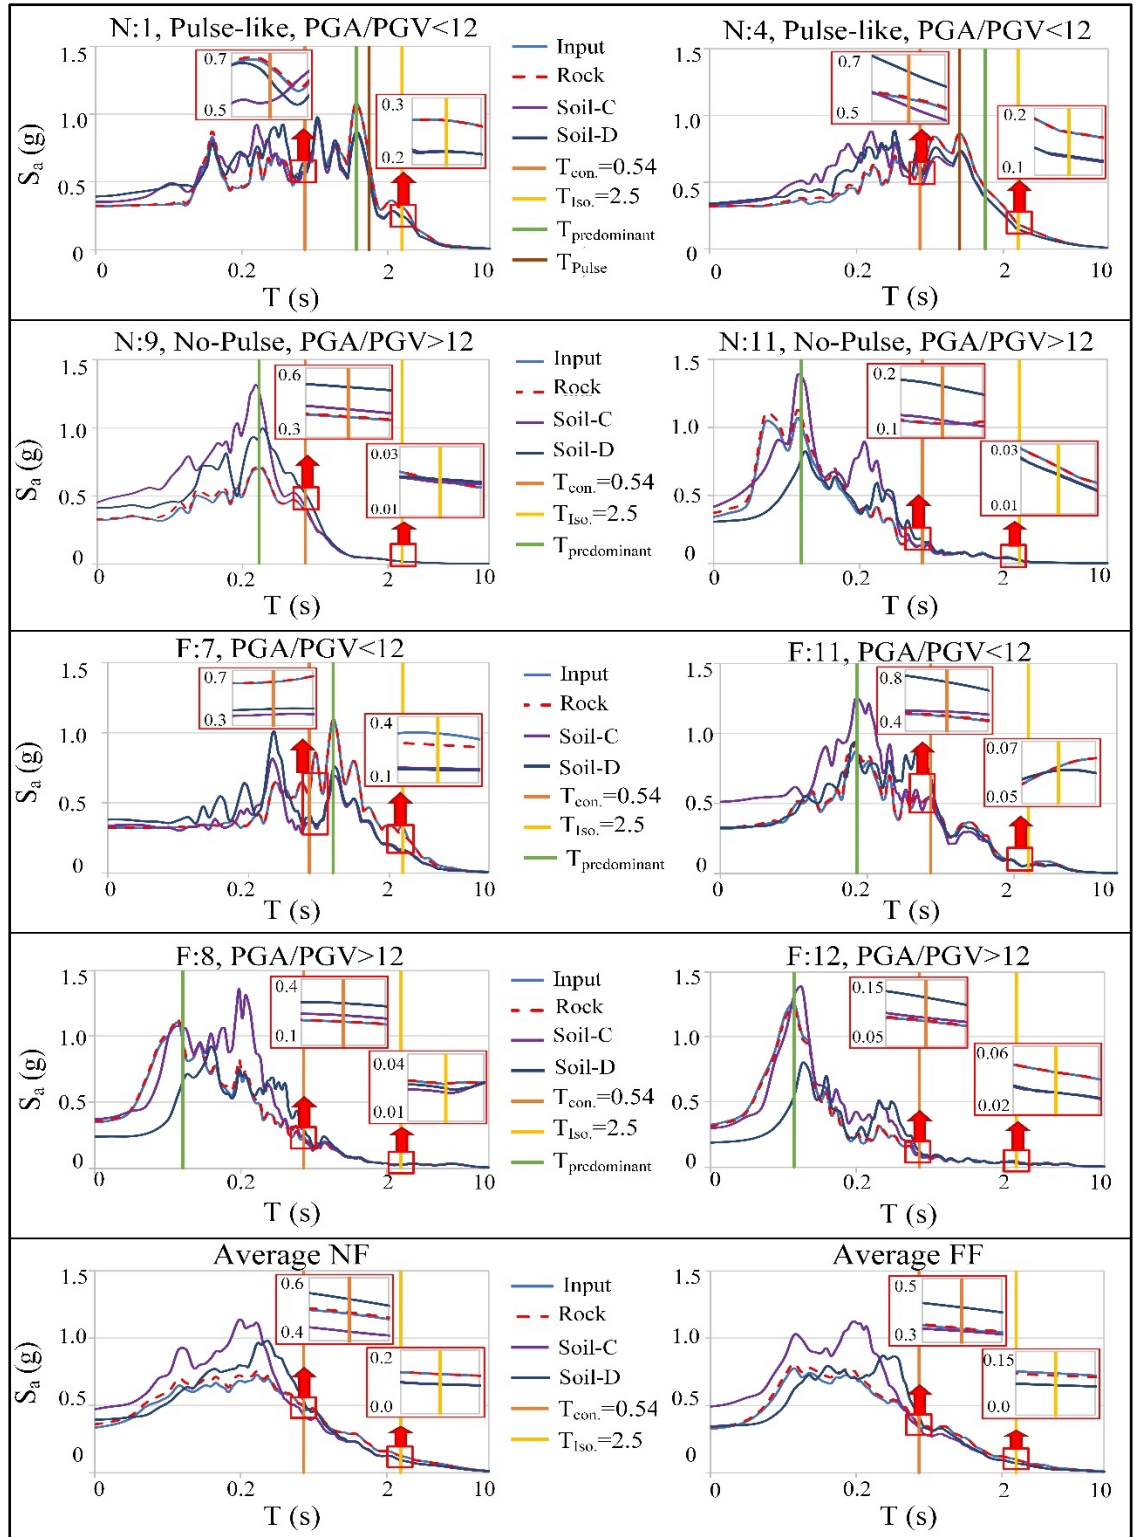 N:1, Pulse-like, PGA/PGV<12
N:4, Pulse-like, PGA/PGV<12
1.5
1.0
0.5
0
Sa (g)
0.7
0.5
0.3
0.2
0
0.2
2
10
T (s)
Input
Rock
Soil-C
Soil-D
Tcon.=0.54
TIso.=2.5
Tpredominant
TPulse
1.5
1.0
0.5
0
0.7
0.5
0.2
0.1
0
0.2
2
10
T (s)
N:9, No-Pulse, PGA/PGV>12
N:11, No-Pulse, PGA/PGV>12
1.5
1.0
0.5
0
Sa (g)
0.6
0.3
0.03
0.01
0
0.2
2
10
T (s)
Input
Rock
Soil-C
Soil-D
Tcon.=0.54
TIso.=2.5
Tpredominant
1.5
1.0
0.5
0
0.2
0.1
0.03
0.01
0
0.2
2
10
T (s)
F:7, PGA/PGV<12
F:11, PGA/PGV<12
1.5
1.0
0.5
0
Sa (g)
0.7
0.3
0.4
0.1
0
0.2
2
10
T (s)
Input
Rock
Soil-C
Soil-D
Tcon.=0.54
TIso.=2.5
Tpredominant
1.5
1.0
0.5
0
0.8
0.4
0.07
0.05
0
0.2
2
10
T (s)
F:8, PGA/PGV>12
F:12, PGA/PGV>12
1.5
1.0
0.5
0
Sa (g)
0.4
0.1
0.04
0.01
0
0.2
2
10
T (s)
Input
Rock
Soil-C
Soil-D
Tcon.=0.54
TIso.=2.5
Tpredominant
1.5
1.0
0.5
0
0.15
0.05
0.06
0.02
0
0.2
2
10
T (s)
Average NF
Average FF
1.5
1.0
0.5
0
Sa (g)
0.6
0.4
0.2
0.0
0
0.2
2
10
T (s)
Input
Rock
Soil-C
Soil-D
Tcon.=0.54
TIso.=2.5
1.5
1.0
0.5
0
0.5
0.3
0.15
0.0
0
0.2
2
10
T (s)